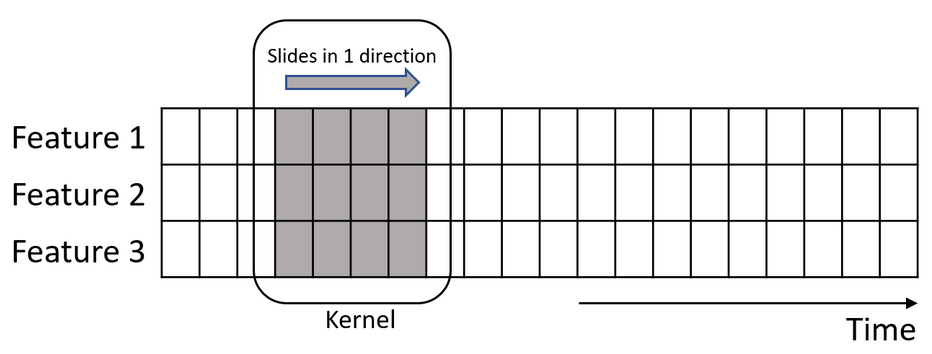 Slides in 1 direction
Feature 1
Feature 2
Feature 3
Kernel
Time